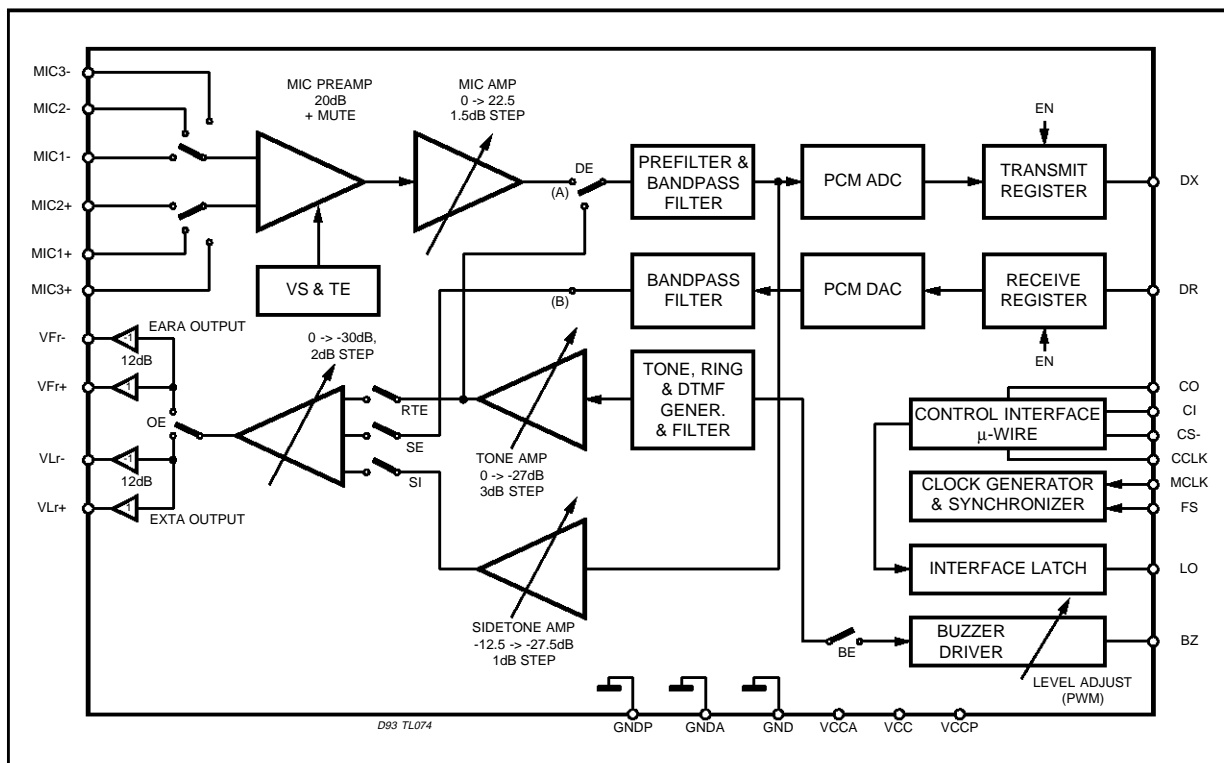 MIC3-
MIC2-
MIC1-
MIC2+
MIC1+
MIC3+
VFr-
VFr+
VLr-
VLr+
MIC PREAMP
20dB
+ MUTE
MIC AMP
0 -> 22.5
1.5dB STEP
VS & TE
DE
(A)
(B)
PREFILTER &
BANDPASS
FILTER
PCM ADC
EN
TRANSMIT
REGISTER
DX
BANDPASS
FILTER
PCM DAC
RECEIVE
REGISTER
EN
DR
EARA OUTPUT
-1
12dB
1
OE
-1
12dB
1
EXTA OUTPUT
0 -> -30dB,
2dB STEP
RTE
SE
SI
TONE AMP
0 -> -27dB
3dB STEP
TONE, RING
& DTMF
GENER.
& FILTER
SIDETONE AMP
-12.5 -> -27.5dB
1dB STEP
CONTROL INTERFACE
µ-WIRE
CO
CI
CS-
CCLK
CLOCK GENERATOR
& SYNCHRONIZER
MCLK
FS
INTERFACE LATCH
LO
BE
BUZZER
DRIVER
BZ
LEVEL ADJUST
(PWM)
D93 TL074
GNDP
GNDA
GND
VCCA
VCC
VCCP